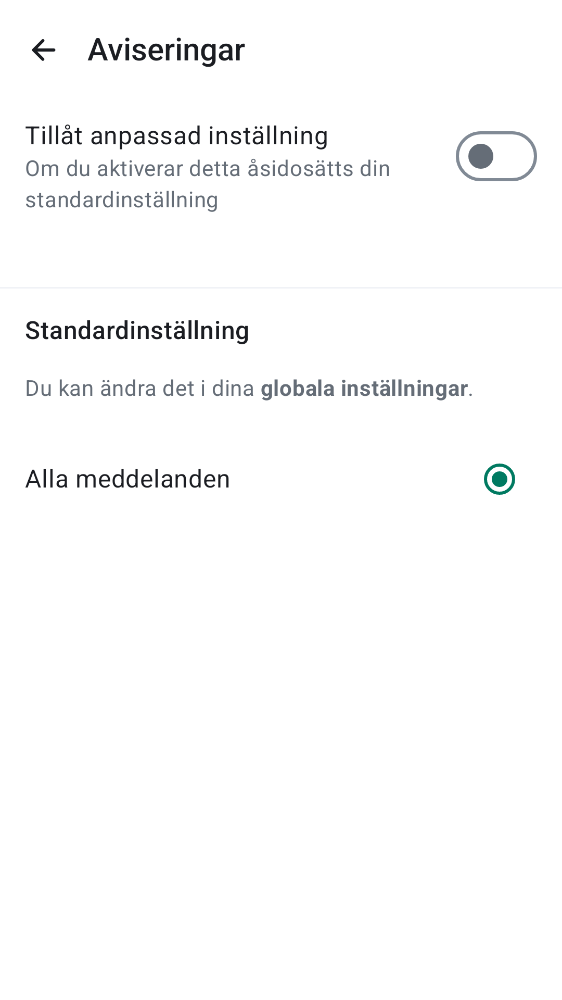 Aviseringar
Tillåt anpassad inställning
Om du aktiverar detta åsidosätts din
standardinställning
Standardinställning
Du kan ändra det i dina globala inställningar.
Alla meddelanden